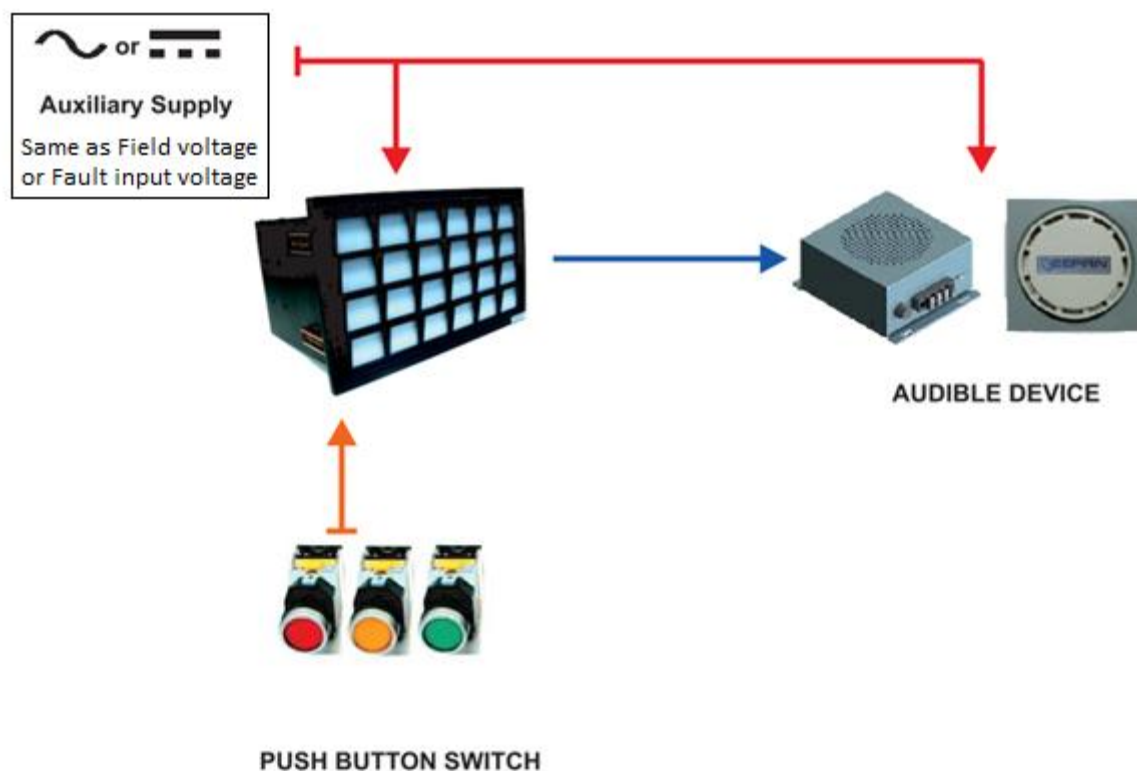 or
Auxiliary Supply
Same as Field voltage
or Fault input voltage
AUDIBLE DEVICE
PUSH BUTTON SWITCH